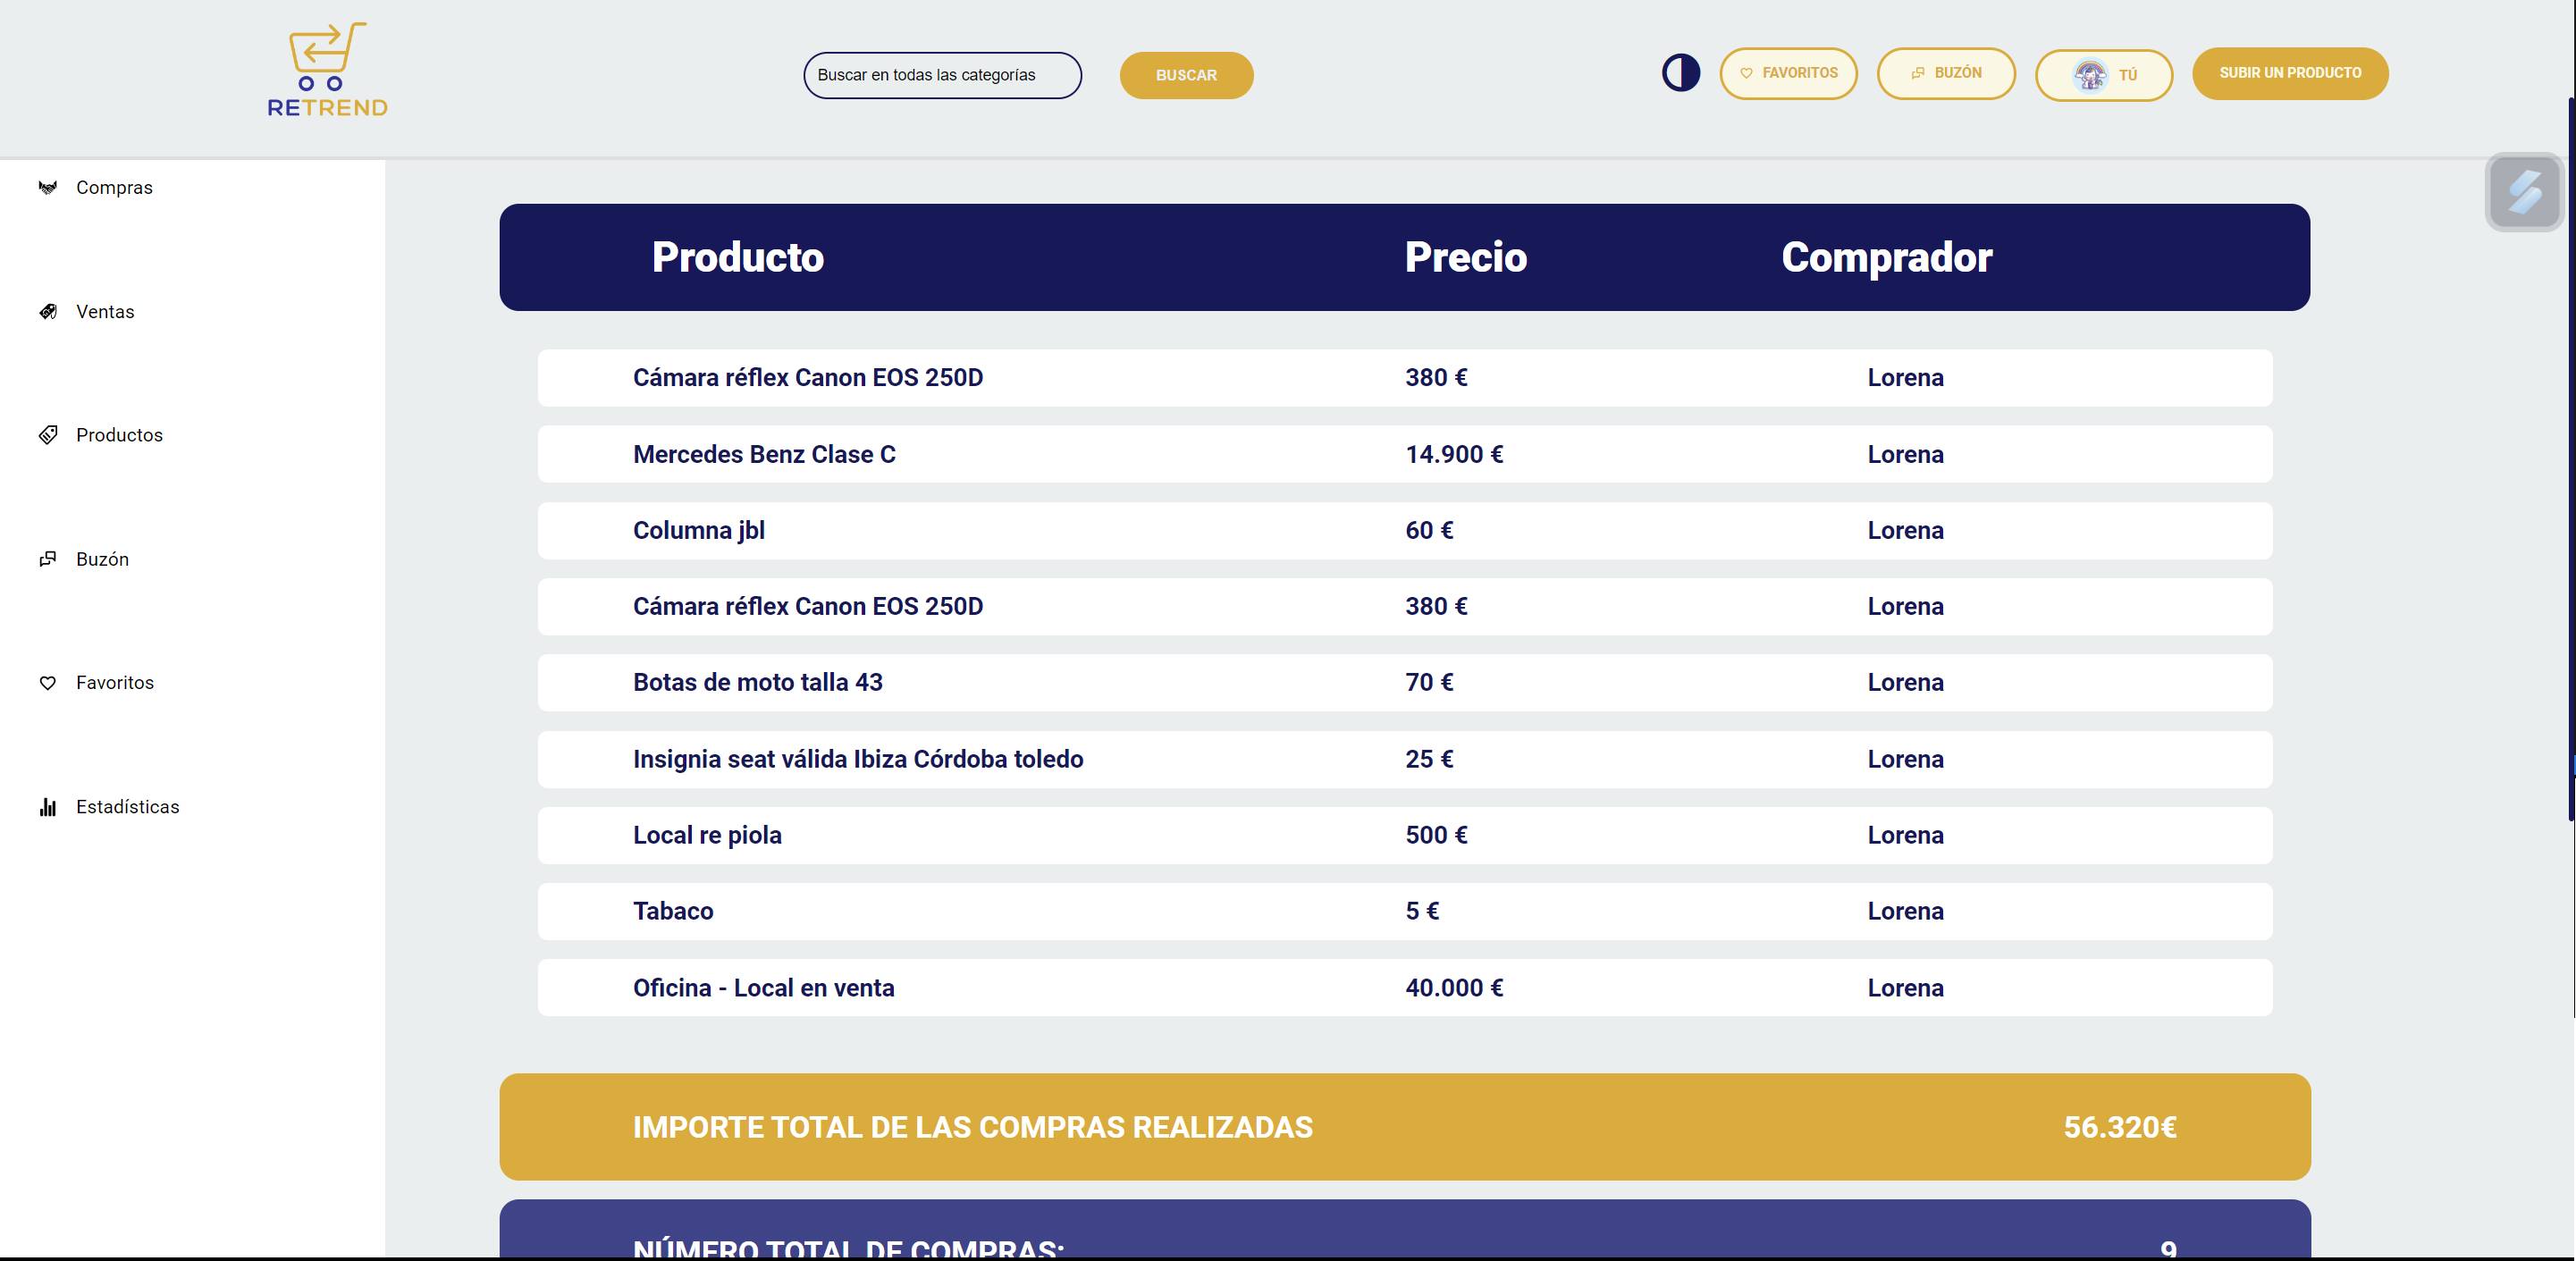 RETREND
Buscar en todas las categorías
BUSCAR
FAVORITOS
BUZÓN
TÚ
SUBIR UN PRODUCTO
Compras
Ventas
Productos
Buzón
Favoritos
Estadísticas
Producto Precio Comprador
Cámara réflex Canon EOS 250D 380 € Lorena
Mercedes Benz Clase C 14.900 € Lorena
Columna jbl 60 € Lorena
Cámara réflex Canon EOS 250D 380 € Lorena
Botas de moto talla 43 70 € Lorena
Insignia seat válida Ibiza Córdoba toledo 25 € Lorena
Local re piola 500 € Lorena
Tabaco 5 € Lorena
Oficina - Local en venta 40.000 € Lorena
IMPORTE TOTAL DE LAS COMPRAS REALIZADAS 56.320€
NÚMERO TOTAL DE COMPRAS: 9